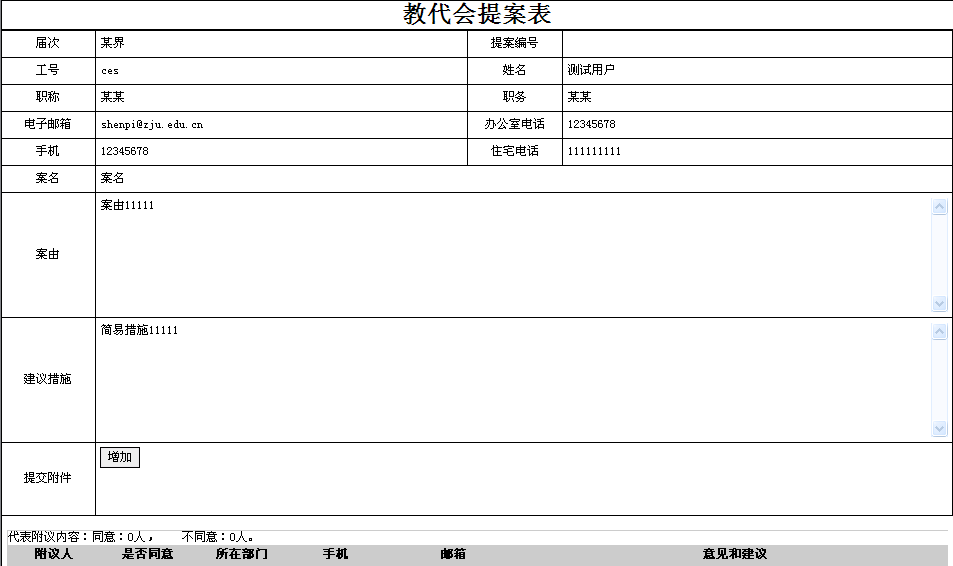 教代会提案表
届次 某界 提案编号
工号 ces 姓名 测试用户
职称 某某 职务 某某
电子邮箱 shenpi@zju.edu.cn 办公室电话 12345678
手机 12345678 住宅电话 111111111
案名 案名
案由 案由11111
建议措施 简易措施11111
提交附件 增加
代表附议内容：同意：0人， 不同意：0人。
附议人 是否同意 所在部门 手机 邮箱 意见和建议